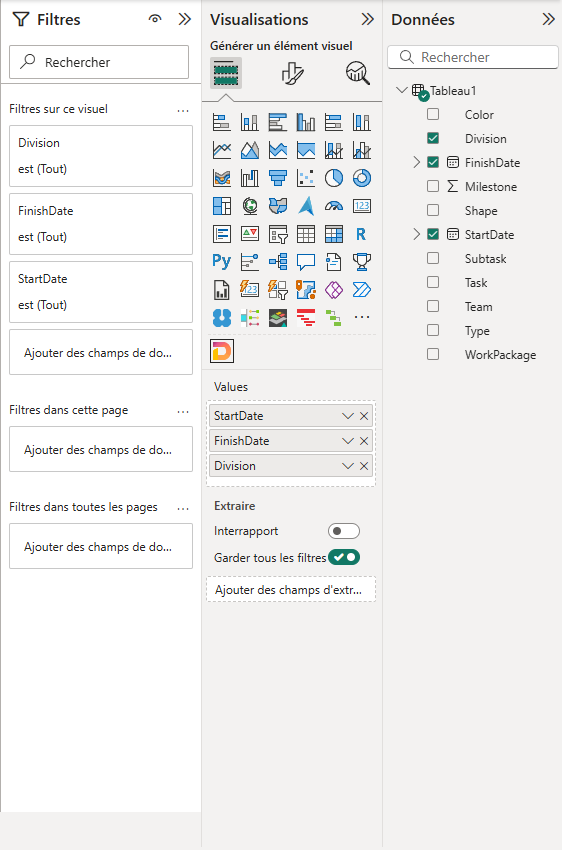 Filtres
Rechercher
Filtres sur ce visuel
...
Division
est (Tout)
FinishDate
est (Tout)
StartDate
est (Tout)
Ajouter des champs de do...
Filtres dans cette page
...
Ajouter des champs de do...
Filtres dans toutes les pages
...
Ajouter des champs de do...
Visualisations
Générer un élément visuel
123
R
Py
123
...
Values
StartDate
FinishDate
Division
Extraire
Interrapport
Garder tous les filtres
Ajouter des champs d'extr...
Données
Rechercher
Tableau1
Color
Division
FinishDate
Milestone
Shape
StartDate
Subtask
Task
Team
Type
WorkPackage